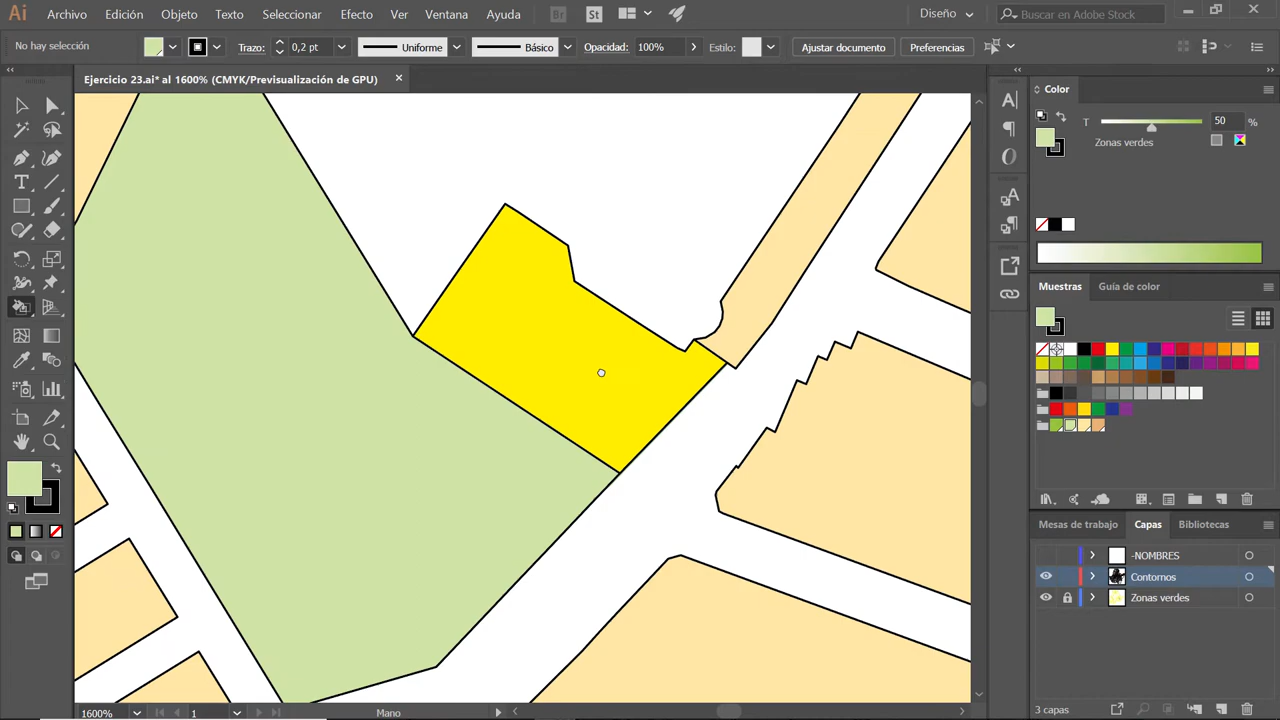 Ai Archivo Edición Objeto Texto Seleccionar Efecto Ver Ventana Ayuda Br St Diseño Buscar en Adobe Stock
No hay selección Trazo: 0,2 pt Uniforme Básico Opacidad: 100% Estilo: Ajustar documento Preferencias
Ejercicio 23.ai* al 1600% (CMYK/Previsualización de GPU)
Color
T 50 %
Zonas verdes
Muestras Guía de color
Mesas de trabajo Capas Bibliotecas
-NOMBRES
Contornos
Zonas verdes
3 capas
1600% 1 Mano